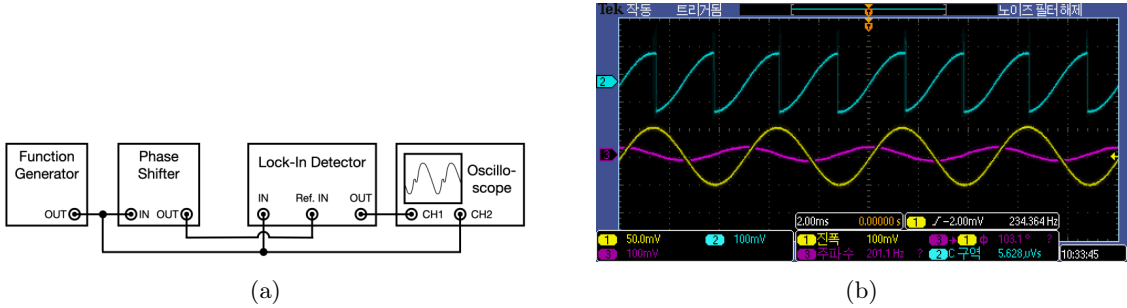 Function
Generator
OUT
Phase
Shifter
IN OUT
Lock-In Detector
IN Ref. IN OUT
Oscillo-
scope
CH1 CH2
(a)
Tek 작동 트리거됨 노이즈 필터 해제
2
3
2.00ms 0.00000 s 1 -2.00mV 234.364 Hz
1 50.0mV 2 100mV
3 100mV
1 진폭 100mV 3 → 1 ϕ 103.1° ?
3 주파수 201.1 Hz ? 2 C 구역 5.628µVs
10:33:45
(b)